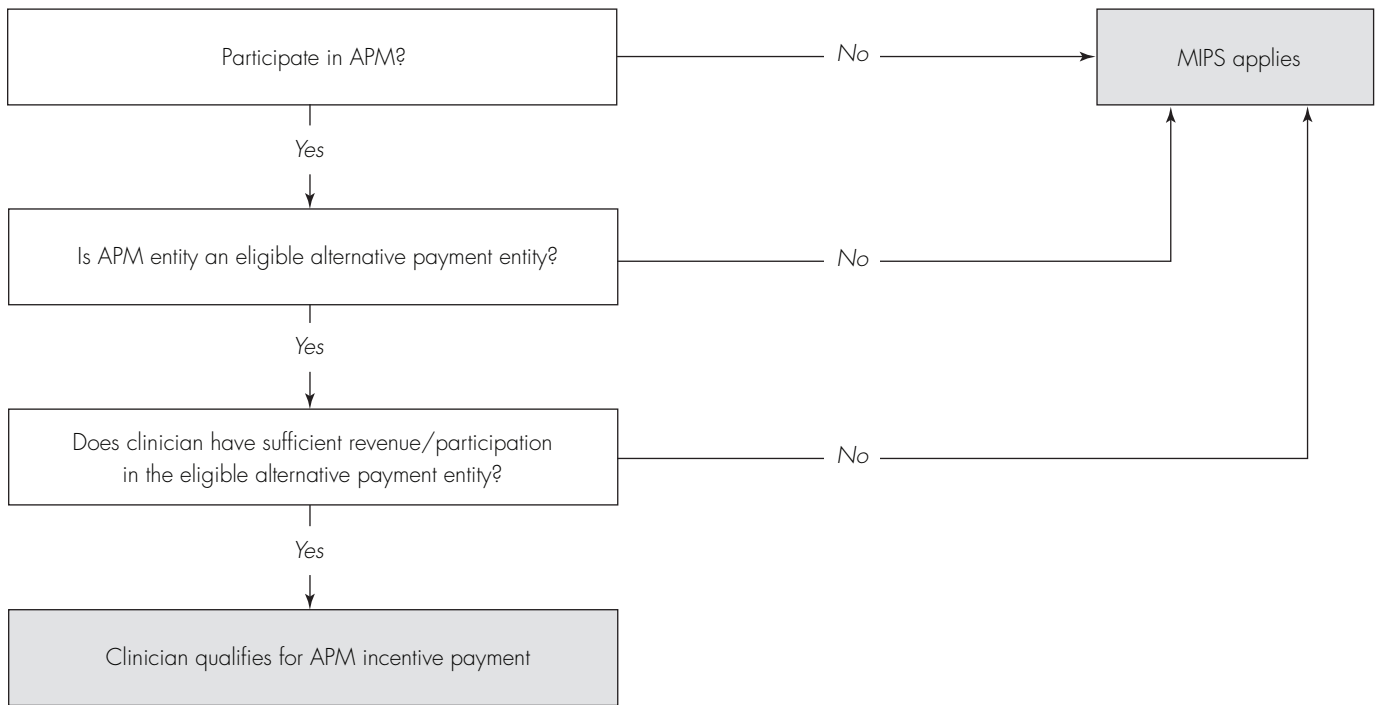 Participate in APM?
No
MIPS applies
Yes
Is APM entity an eligible alternative payment entity?
No
Yes
Does clinician have sufficient revenue/participation
in the eligible alternative payment entity?
No
Yes
Clinician qualifies for APM incentive payment